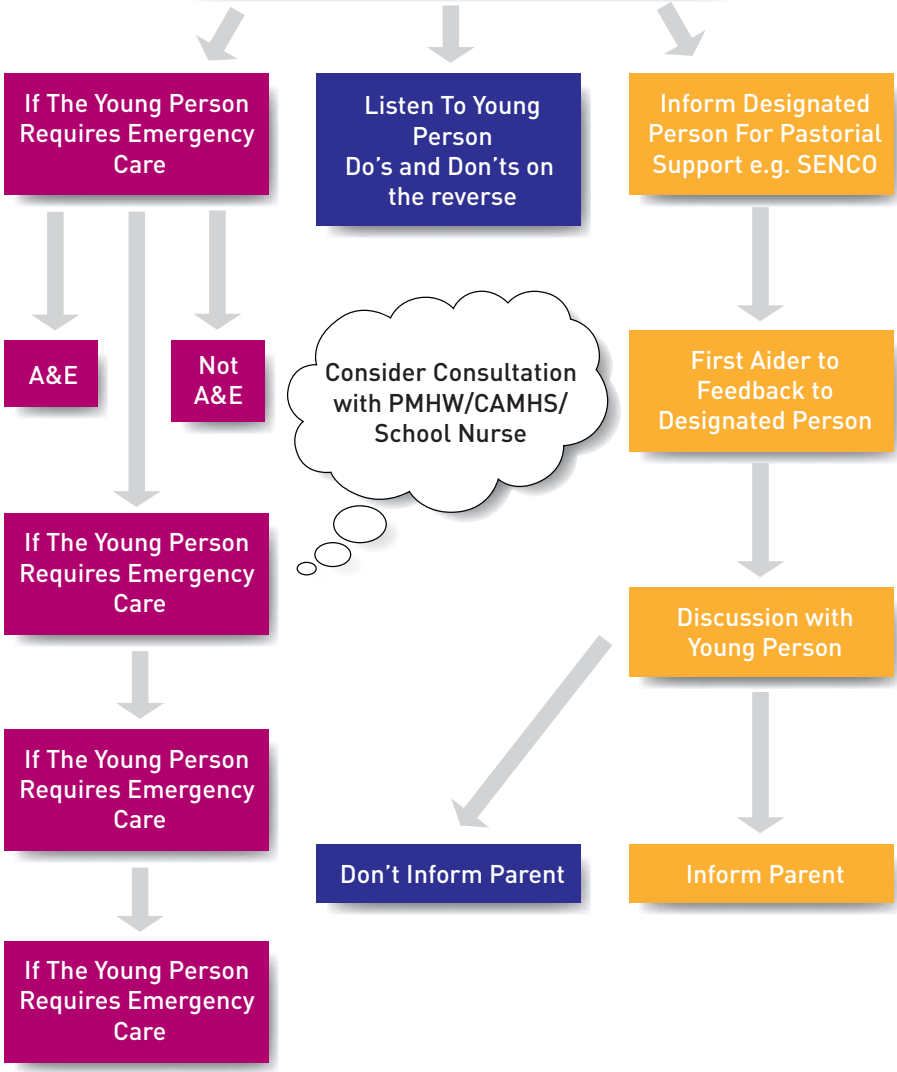 If The Young Person
Requires Emergency
Care
Listen To Young
Person
Do's and Don'ts on
the reverse
Inform Designated
Person For Pastorial
Support e.g. SENCO
A&E
Not
A&E
Consider Consultation
with PMHW/CAMHS/
School Nurse
First Aider to
Feedback to
Designated Person
If The Young Person
Requires Emergency
Care
Discussion with
Young Person
If The Young Person
Requires Emergency
Care
Don't Inform Parent
Inform Parent
If The Young Person
Requires Emergency
Care